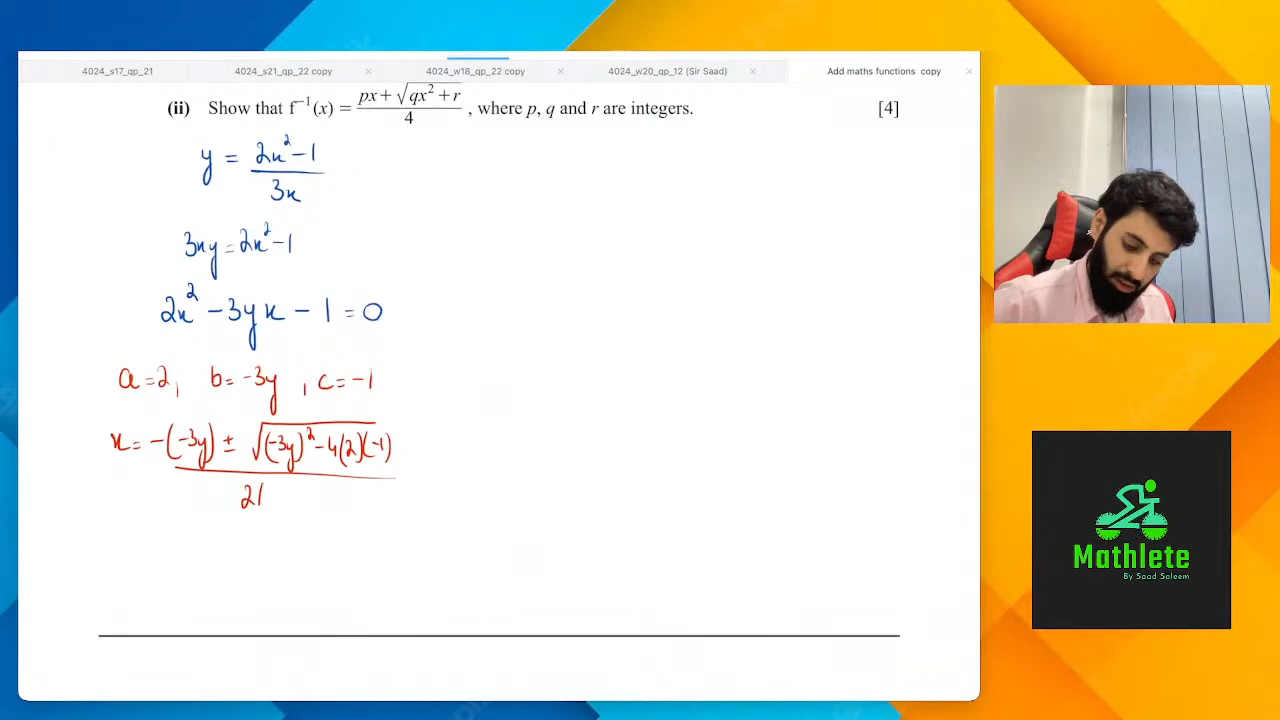 4024_s17_qp_21 4024_s21_qp_22 copy × 4024_w18_qp_22 copy × 4024_w20_qp_12 (Sir Saad) × Add maths functions copy ×
(ii) Show that f⁻¹(x) = (px + √(qx² + r))/4 , where p, q and r are integers. [4]
y = (2x² − 1)/(3x)
3xy = 2x² − 1
2x² − 3yx − 1 = 0
a = 2, b = −3y , c = −1
x = (−(−3y) ± √((−3y)² − 4(2)(−1)))/(2(
Mathlete
By Saad Saleem